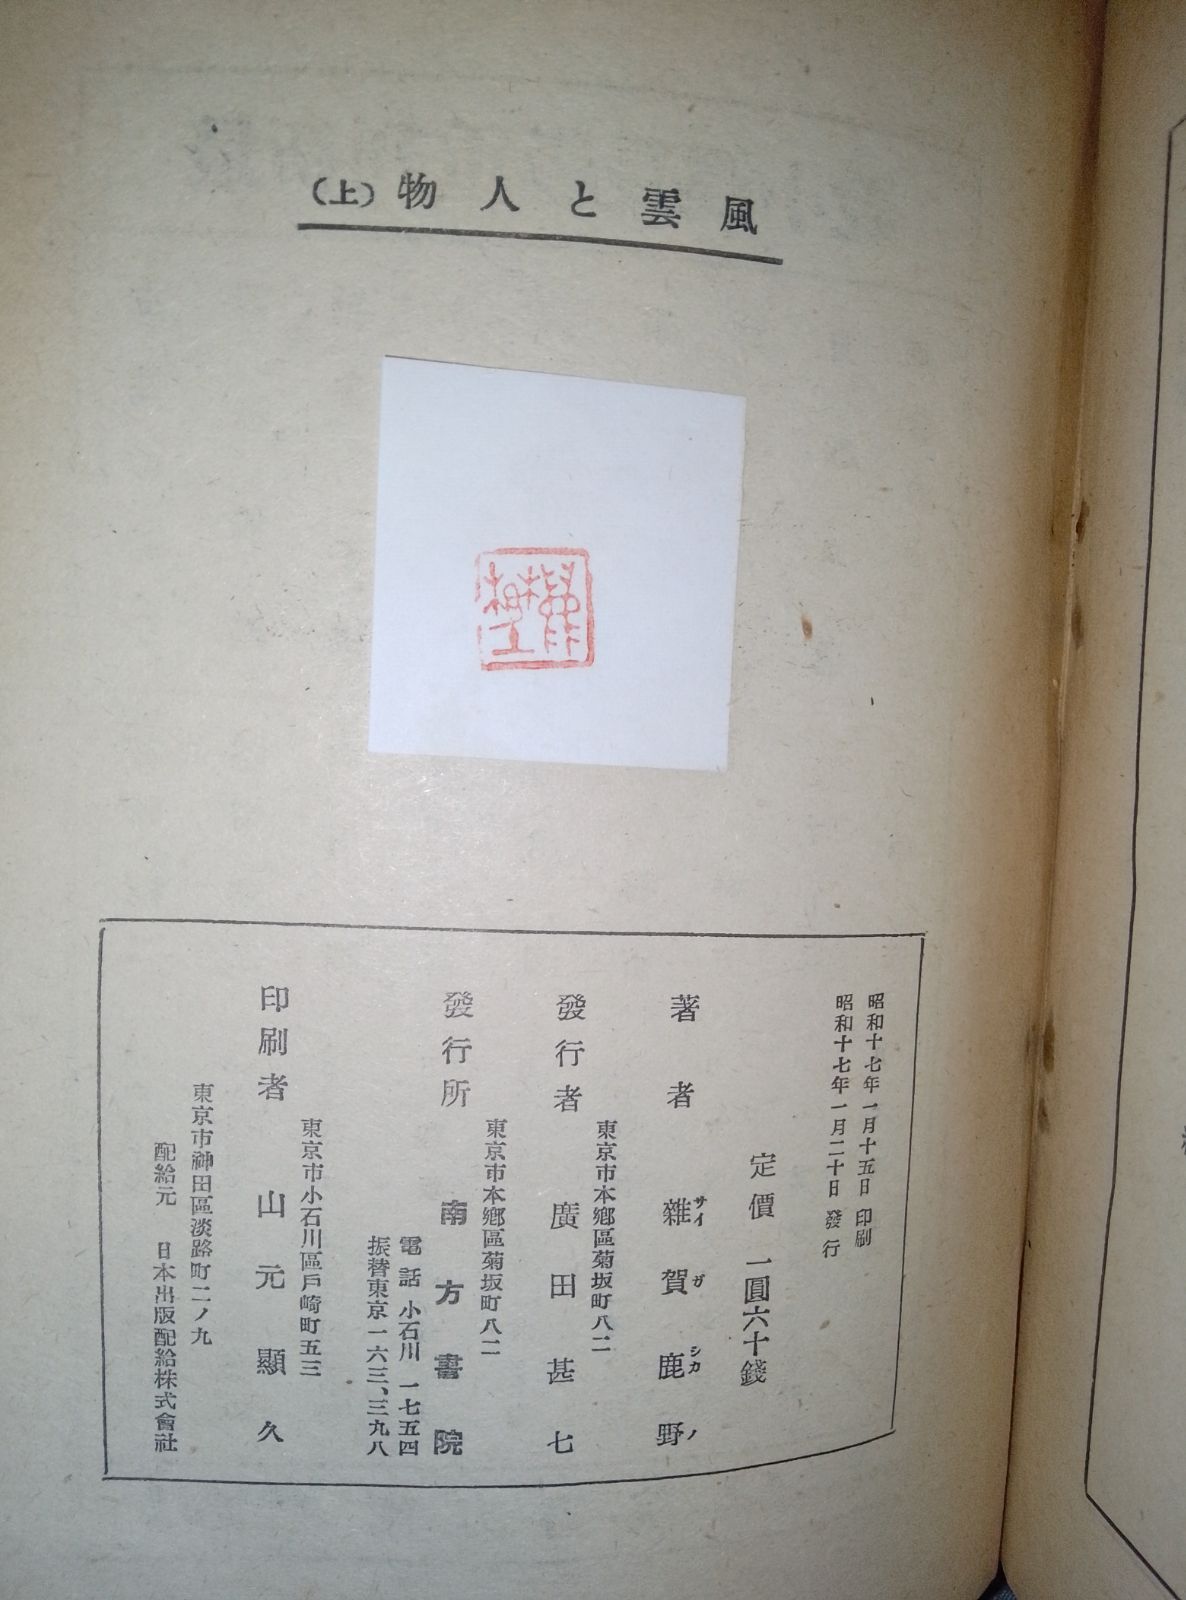 風雲と人物(上)
昭和十七年一月十五日 印刷
昭和十七年一月二十日 發行
定價 一圓六十錢
著者 雜賀鹿野
サイ ガ シカ ノ
東京市本鄕區菊坂町八二
發行者 廣田甚七
東京市本鄕區菊坂町八二
發行所 南方書院
電話 小石川 一七五四
振替東京一六三、三九八
東京市小石川區戶崎町五三
印刷者 山元顯久
東京市神田區淡路町二ノ九
配給元 日本出版配給株式會社